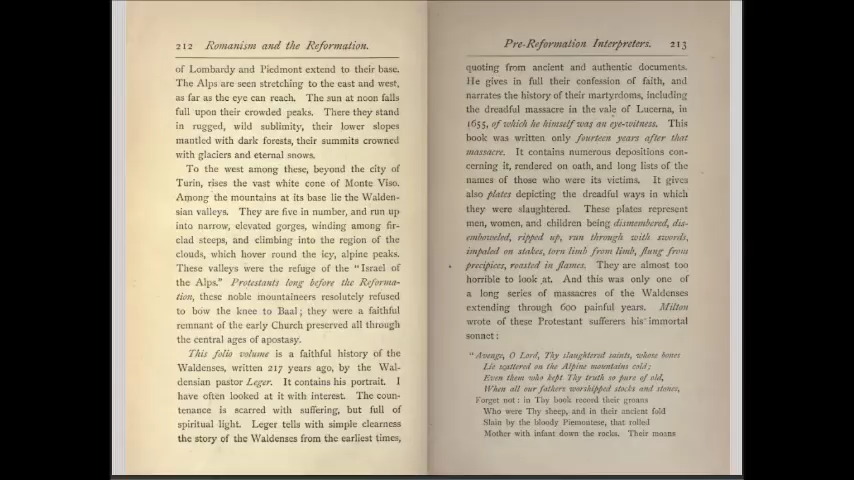 212 Romanism and the Reformation.
of Lombardy and Piedmont extend to their base.
The Alps are seen stretching to the east and west,
as far as the eye can reach. The sun at noon falls
full upon their crowded peaks. There they stand
in rugged, wild sublimity, their lower slopes
mantled with dark forests, their summits crowned
with glaciers and eternal snows.
To the west among these, beyond the city of
Turin, rises the vast white cone of Monte Viso.
Among the mountains at its base lie the Walden-
sian valleys. They are five in number, and run up
into narrow, elevated gorges, winding among fir-
clad steeps, and climbing into the region of the
clouds, which hover round the icy, alpine peaks.
These valleys were the refuge of the "Israel of
the Alps." Protestants long before the Reforma-
tion, these noble mountaineers resolutely refused
to bow the knee to Baal; they were a faithful
remnant of the early Church preserved all through
the central ages of apostasy.
This folio volume is a faithful history of the
Waldenses, written 217 years ago, by the Wal-
densian pastor Leger. It contains his portrait. I
have often looked at it with interest. The coun-
tenance is scarred with suffering, but full of
spiritual light. Leger tells with simple clearness
the story of the Waldenses from the earliest times,
Pre-Reformation Interpreters. 213
quoting from ancient and authentic documents.
He gives in full their confession of faith, and
narrates the history of their martyrdoms, including
the dreadful massacre in the vale of Lucerna, in
1655, of which he himself was an eye-witness. This
book was written only fourteen years after that
massacre. It contains numerous depositions con-
cerning it, rendered on oath, and long lists of the
names of those who were its victims. It gives
also plates depicting the dreadful ways in which
they were slaughtered. These plates represent
men, women, and children being dismembered, dis-
embowelled, ripped up, run through with swords,
impaled on stakes, torn limb from limb, flung from
precipices, roasted in flames. They are almost too
horrible to look at. And this was only one of
a long series of massacres of the Waldenses
extending through 600 painful years. Milton
wrote of these Protestant sufferers his immortal
sonnet:
"Avenge, O Lord, Thy slaughtered saints, whose bones
Lie scattered on the Alpine mountains cold;
Even them who kept Thy truth so pure of old,
When all our fathers worshipped stocks and stones,
Forget not: in Thy book record their groans
Who were Thy sheep, and in their ancient fold
Slain by the bloody Piemontese, that rolled
Mother with infant down the rocks. Their moans